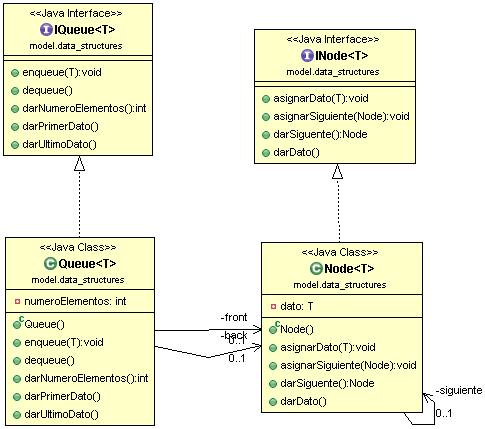 <<Java Interface>>
IQueue<T>
model.data_structures
enqueue(T):void
dequeue()
darNumeroElementos():int
darPrimerDato()
darUltimoDato()
<<Java Interface>>
INode<T>
model.data_structures
asignarDato(T):void
asignarSiguiente(Node):void
darSiguente():Node
darDato()
<<Java Class>>
Queue<T>
model.data_structures
numeroElementos: int
Queue()
enqueue(T):void
dequeue()
darNumeroElementos():int
darPrimerDato()
darUltimoDato()
-front
0..1
-back
0..1
<<Java Class>>
Node<T>
model.data_structures
dato: T
Node()
asignarDato(T):void
asignarSiguiente(Node):void
darSiguente():Node
darDato()
-siguiente
0..1